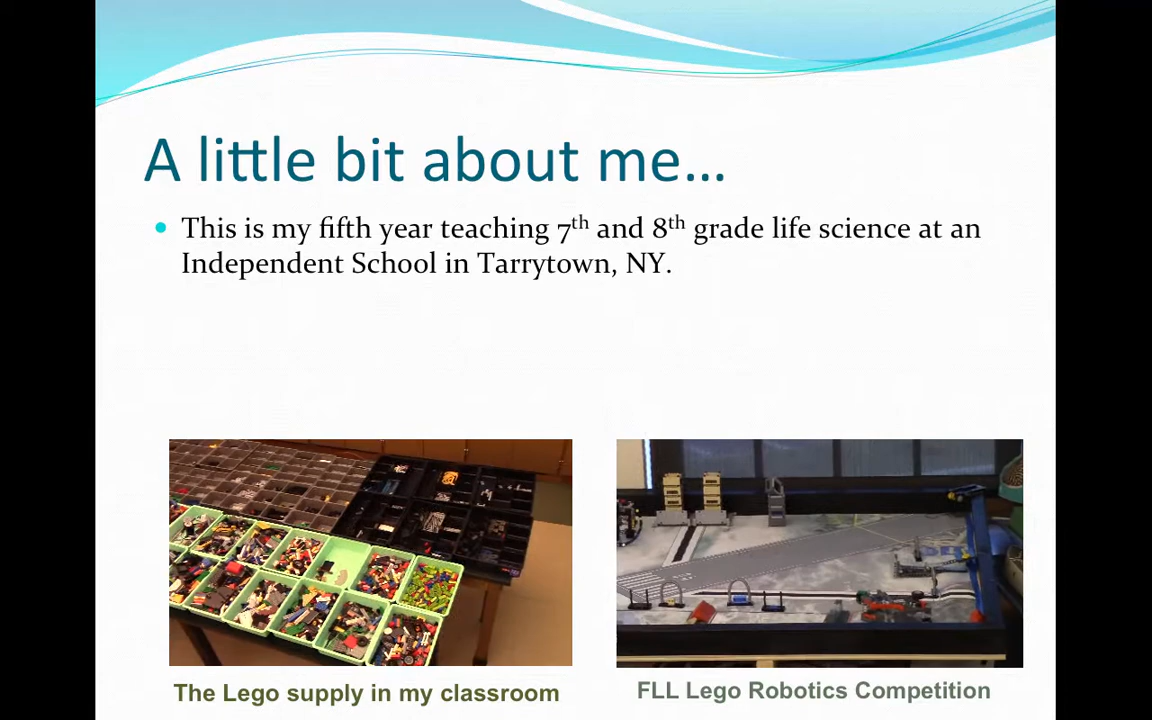 A little bit about me...
This is my fifth year teaching 7th and 8th grade life science at an
Independent School in Tarrytown, NY.
The Lego supply in my classroom
FLL Lego Robotics Competition